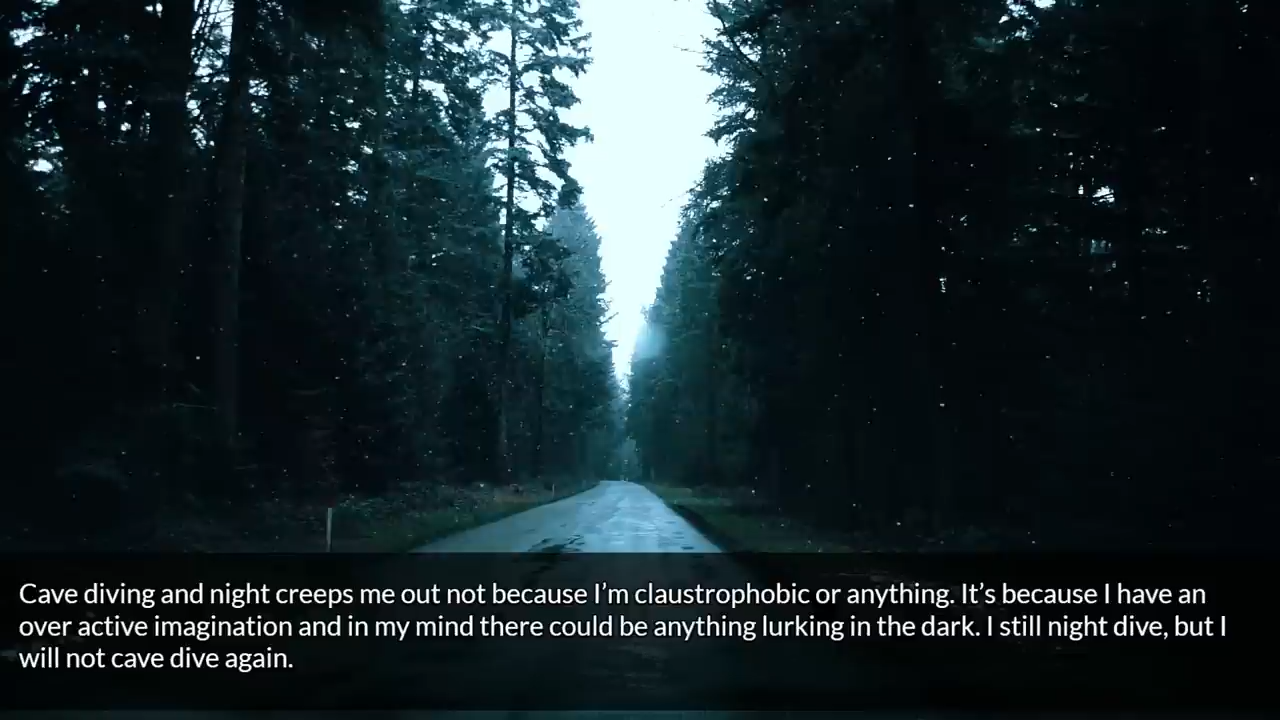 Cave diving and night creeps me out not because I’m claustrophobic or anything. It’s because I have an
over active imagination and in my mind there could be anything lurking in the dark. I still night dive, but I
will not cave dive again.